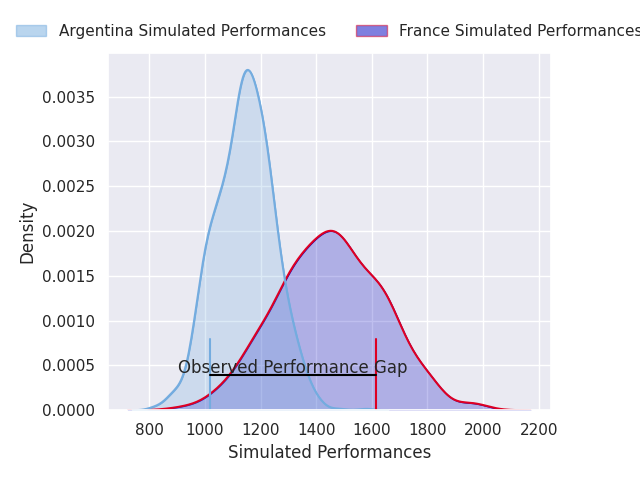 Argentina Simulated Performances
France Simulated Performances
0.0035
0.0030
0.0025
0.0020
0.0015
0.0010
0.0005
0.0000
Density
Observed Performance Gap
800 1000 1200 1400 1600 1800 2000 2200
Simulated Performances